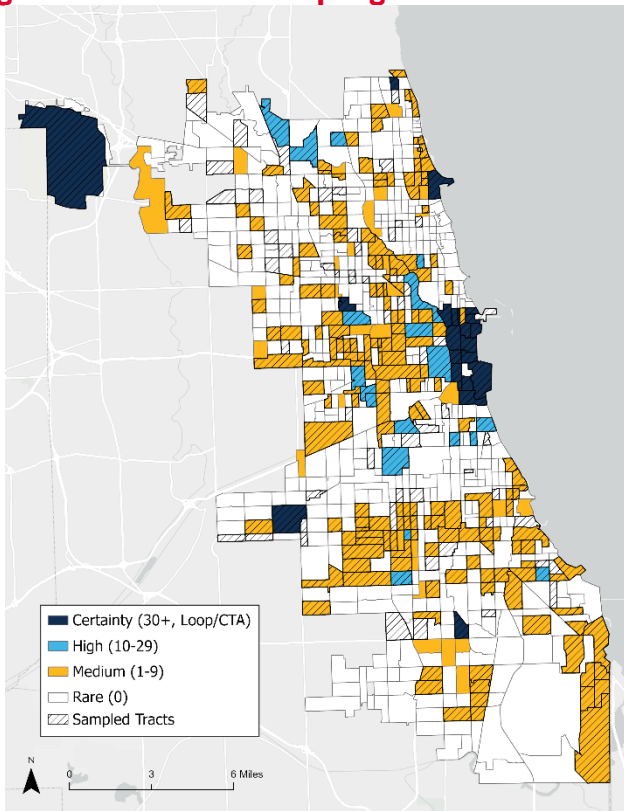 Certainty (30+, Loop/CTA)
High (10-29)
Medium (1-9)
Rare (0)
Sampled Tracts
N
0 3 6 Miles